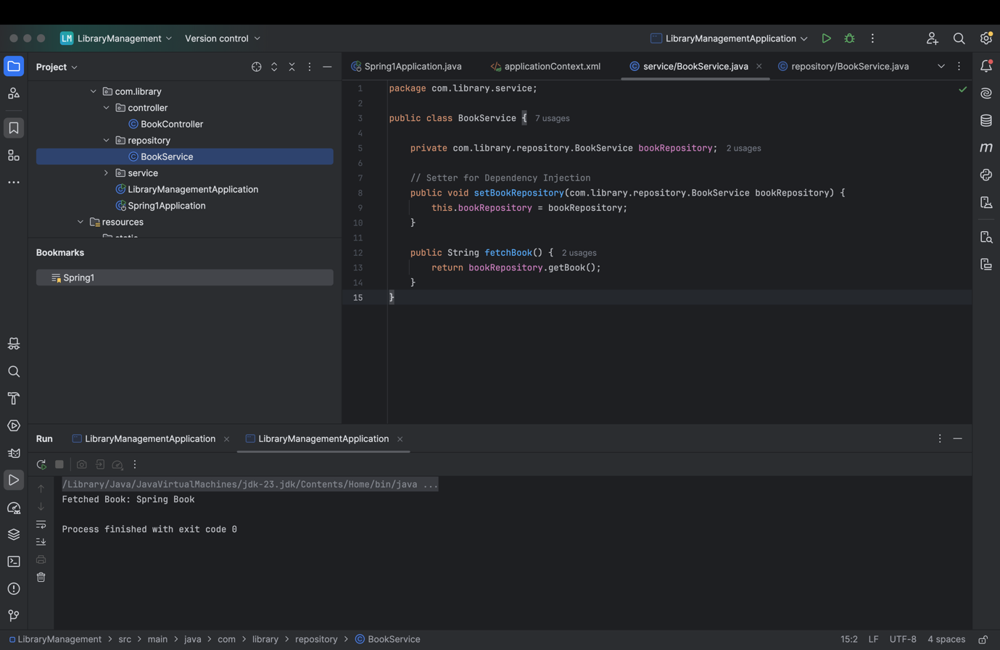 LM LibraryManagement Version control LibraryManagementApplication
Project
com.library
controller
BookController
repository
BookService
service
LibraryManagementApplication
Spring1Application
resources
static
Bookmarks
Spring1
Spring1Application.java applicationContext.xml service/BookService.java repository/BookService.java
1 package com.library.service;
2
3 public class BookService { 7 usages
4
5 private com.library.repository.BookService bookRepository; 2 usages
6
7 // Setter for Dependency Injection
8 public void setBookRepository(com.library.repository.BookService bookRepository) {
9 this.bookRepository = bookRepository;
10 }
11
12 public String fetchBook() { 2 usages
13 return bookRepository.getBook();
14 }
15 }
Run LibraryManagementApplication LibraryManagementApplication
/Library/Java/JavaVirtualMachines/jdk-23.jdk/Contents/Home/bin/java ...
Fetched Book: Spring Book
Process finished with exit code 0
LibraryManagement > src > main > java > com > library > repository > BookService 15:2 LF UTF-8 4 spaces